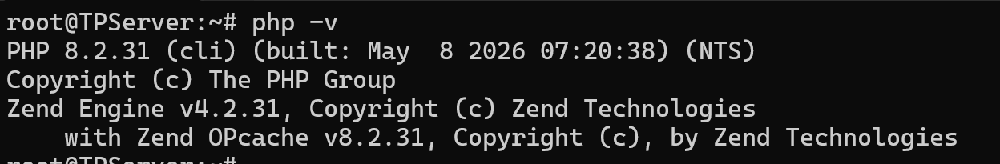 root@TPServer:~# php -v
PHP 8.2.31 (cli) (built: May  8 2026 07:20:38) (NTS)
Copyright (c) The PHP Group
Zend Engine v4.2.31, Copyright (c) Zend Technologies
    with Zend OPcache v8.2.31, Copyright (c), by Zend Technologies
root@TPServer:~#